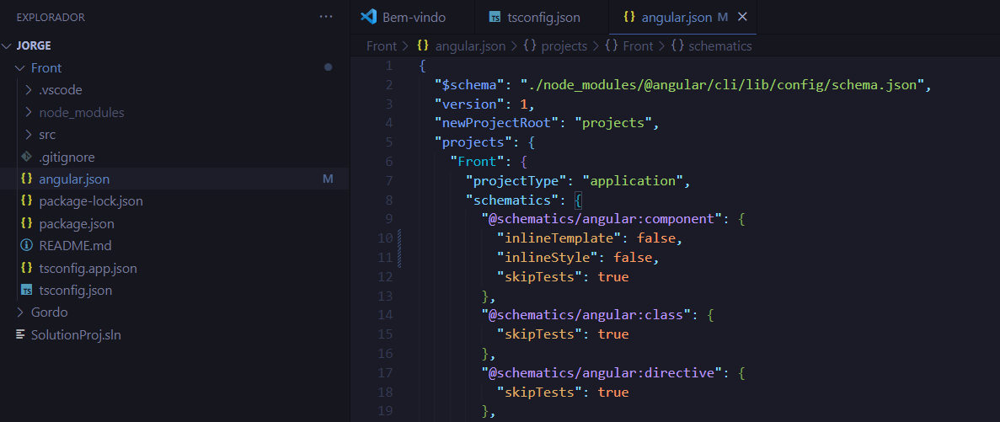 EXPLORADOR ···
JORGE
Front
.vscode
node_modules
src
.gitignore
angular.json M
package-lock.json
package.json
README.md
tsconfig.app.json
TS tsconfig.json
Gordo
SolutionProj.sln
Bem-vindo TS tsconfig.json {} angular.json M
Front > {} angular.json > {} projects > {} Front > {} schematics
1 {
2 "$schema": "./node_modules/@angular/cli/lib/config/schema.json",
3 "version": 1,
4 "newProjectRoot": "projects",
5 "projects": {
6 "Front": {
7 "projectType": "application",
8 "schematics": {
9 "@schematics/angular:component": {
10 "inlineTemplate": false,
11 "inlineStyle": false,
12 "skipTests": true
13 },
14 "@schematics/angular:class": {
15 "skipTests": true
16 },
17 "@schematics/angular:directive": {
18 "skipTests": true
19 },